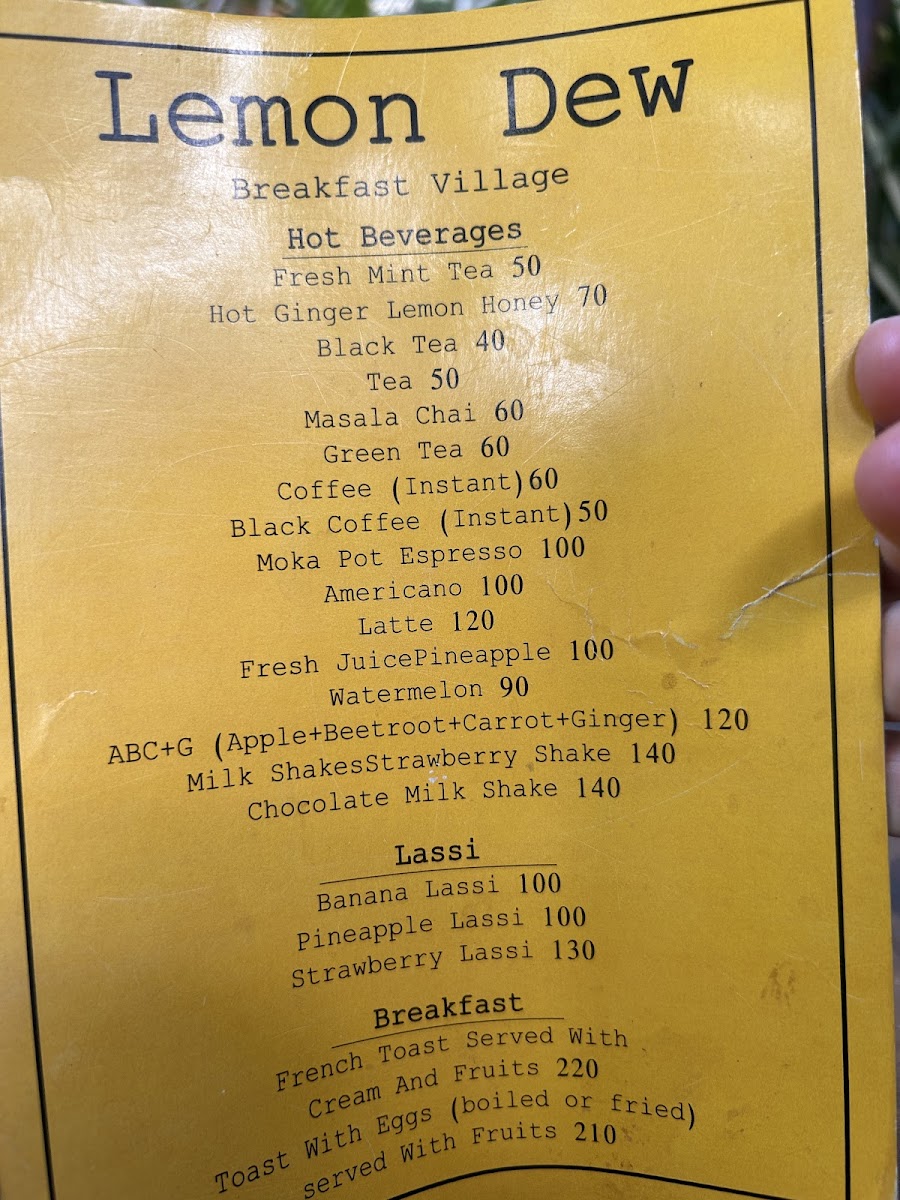 Lemon Dew
Breakfast Village
Hot Beverages
Fresh Mint Tea 50
Hot Ginger Lemon Honey 70
Black Tea 40
Tea 50
Masala Chai 60
Green Tea 60
Coffee (Instant)60
Black Coffee (Instant)50
Moka Pot Espresso 100
Americano 100
Latte 120
Fresh JuicePineapple 100
Watermelon 90
ABC+G (Apple+Beetroot+Carrot+Ginger) 120
Milk ShakesStrawberry Shake 140
Chocolate Milk Shake 140
Lassi
Banana Lassi 100
Pineapple Lassi 100
Strawberry Lassi 130
Breakfast
French Toast Served With
Cream And Fruits 220
Toast With Eggs (boiled or fried)
served With Fruits 210